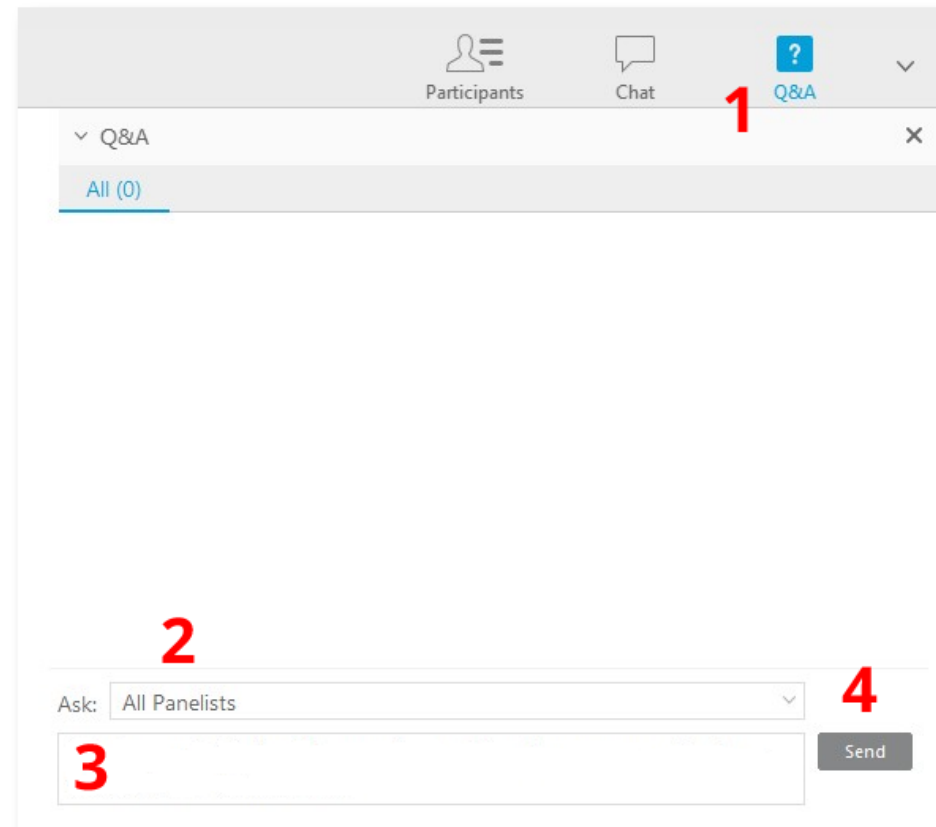 ?
Participants
Chat
1
Q&A
Q&A
All (0)
2
Ask: All Panelists
4
3
Send